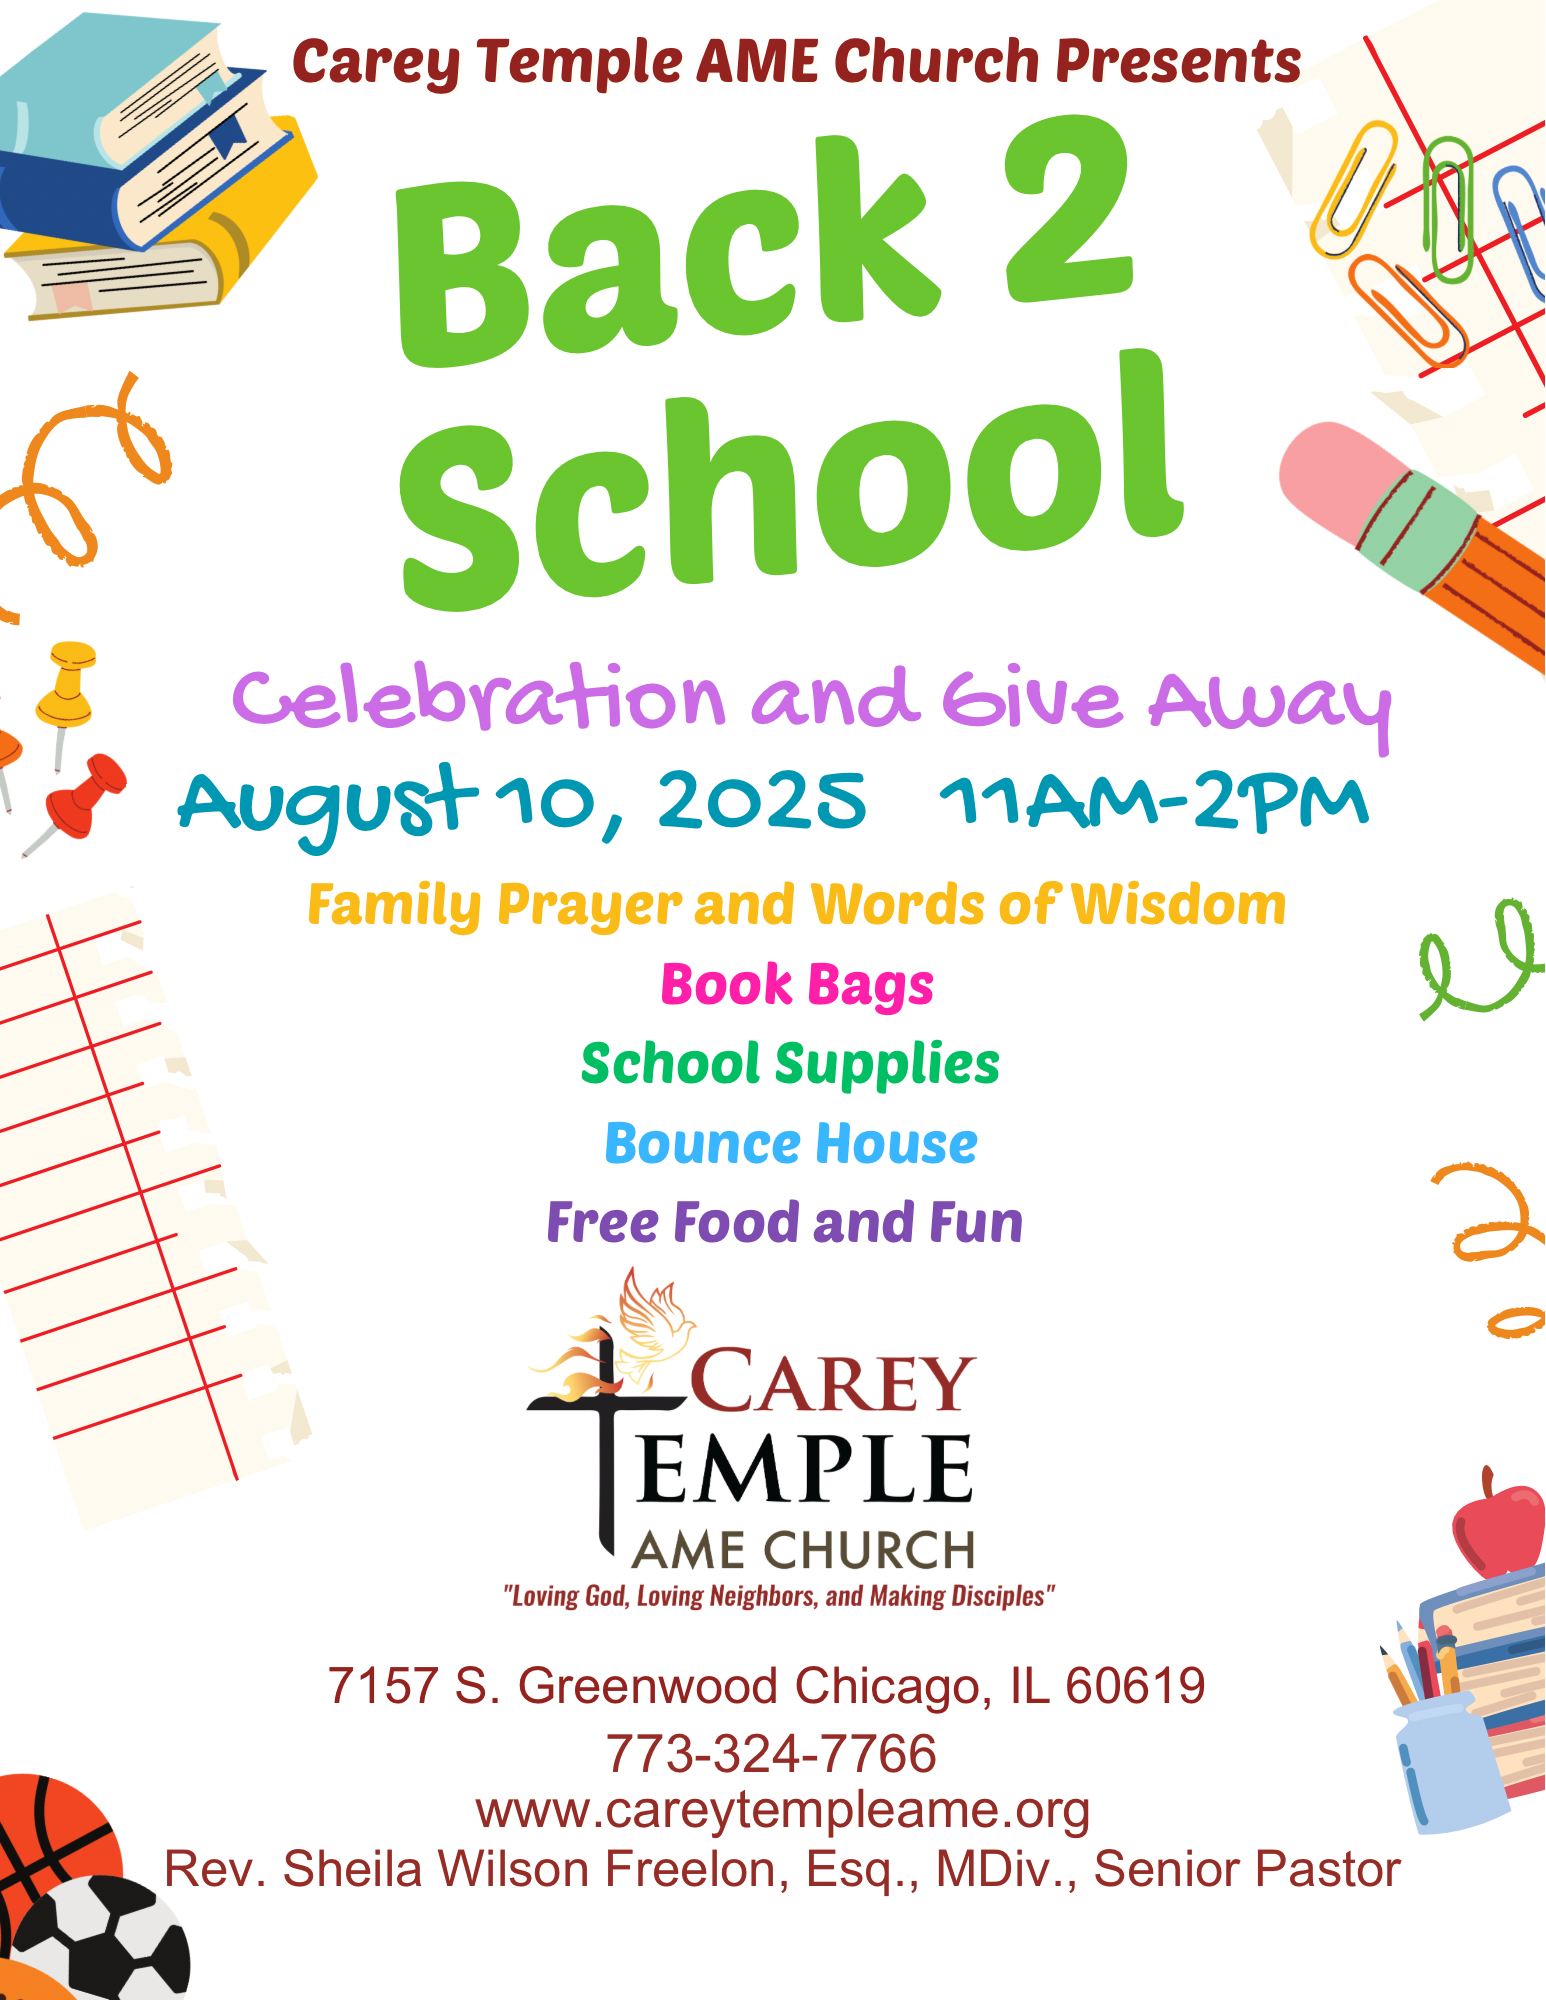 Carey Temple AME Church Presents
Back 2
School
Celebration and Give Away
August 10, 2025 11AM-2PM
Family Prayer and Words of Wisdom
Book Bags
School Supplies
Bounce House
Free Food and Fun
CAREY
TEMPLE
AME CHURCH
"Loving God, Loving Neighbors, and Making Disciples"
7157 S. Greenwood Chicago, IL 60619
773-324-7766
www.careytempleame.org
Rev. Sheila Wilson Freelon, Esq., MDiv., Senior Pastor